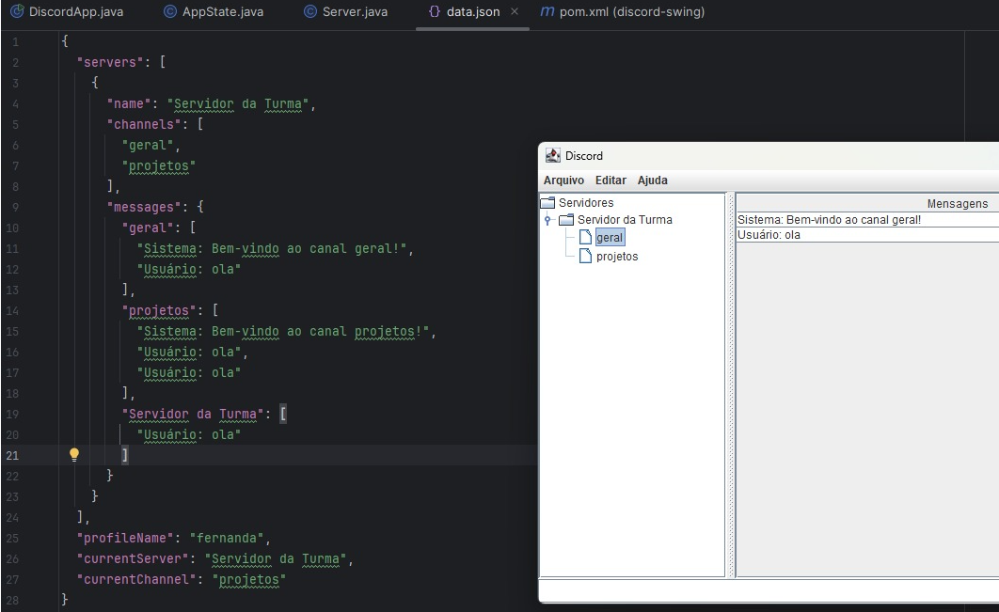 DiscordApp.java AppState.java Server.java {} data.json × m pom.xml (discord-swing)
1 {
2 "servers": [
3 {
4 "name": "Servidor da Turma",
5 "channels": [
6 "geral",
7 "projetos"
8 ],
9 "messages": {
10 "geral": [
11 "Sistema: Bem-vindo ao canal geral!",
12 "Usuário: ola"
13 ],
14 "projetos": [
15 "Sistema: Bem-vindo ao canal projetos!",
16 "Usuário: ola",
17 "Usuário: ola"
18 ],
19 "Servidor da Turma": [
20 "Usuário: ola"
21 ]
22 }
23 }
24 ],
25 "profileName": "fernanda",
26 "currentServer": "Servidor da Turma",
27 "currentChannel": "projetos"
28 }
Discord
Arquivo Editar Ajuda
Servidores
Servidor da Turma
geral
projetos
Mensagens
Sistema: Bem-vindo ao canal geral!
Usuário: ola